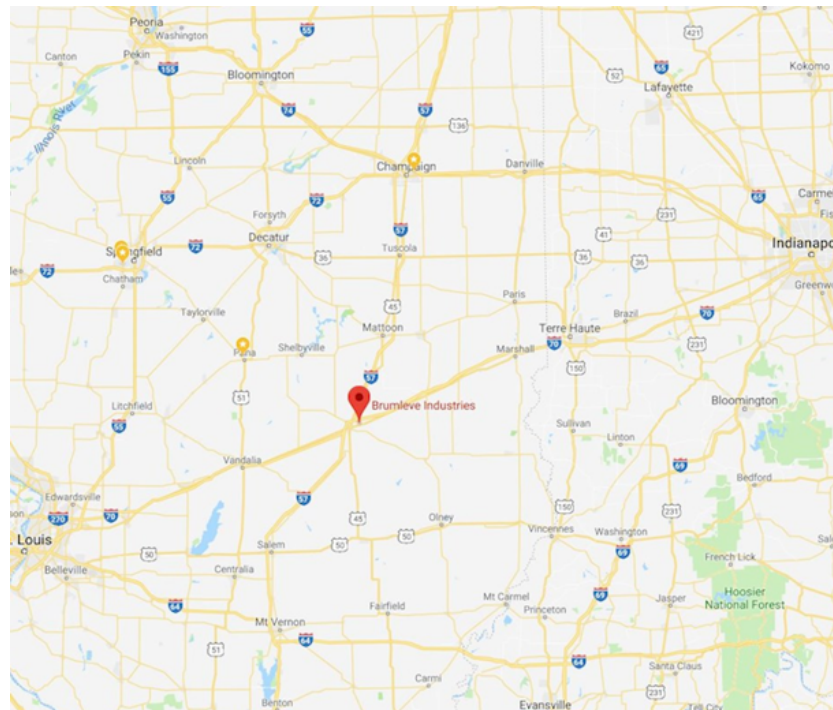 Peoria
Washington
55
421
Canton
Pekin
65
Kokomo
155
Bloomington
52
Lafayette
Illinois River
74
57
136
Lincoln
Champaign
Danville
55
72
65
Carmel
Forsyth
231
57
41
Springfield
72
Decatur
36
Tuscola
36
36
Indianapo
72
Chatham
Greenw
Paris
Taylorville
45
Mattoon
Terre Haute
Brazil
70
Pana
Shelbyville
Marshall
70
231
57
150
51
Brumleve Industries
Bloomington
Litchfield
55
Sullivan
Linton
Vandalia
69
Bedford
Edwardsville
57
150
270
70
45
Olney
231
. Louis
50
Salem
50
50
Vincennes
Washington
69
French Lick
Belleville
Centralia
Hoosier
National Forest
64
Fairfield
Mt Carmel
Princeton
69
Jasper
Mt Vernon
51
64
64
Santa Claus
Carmi
231
Benton
Evansville
Tell City